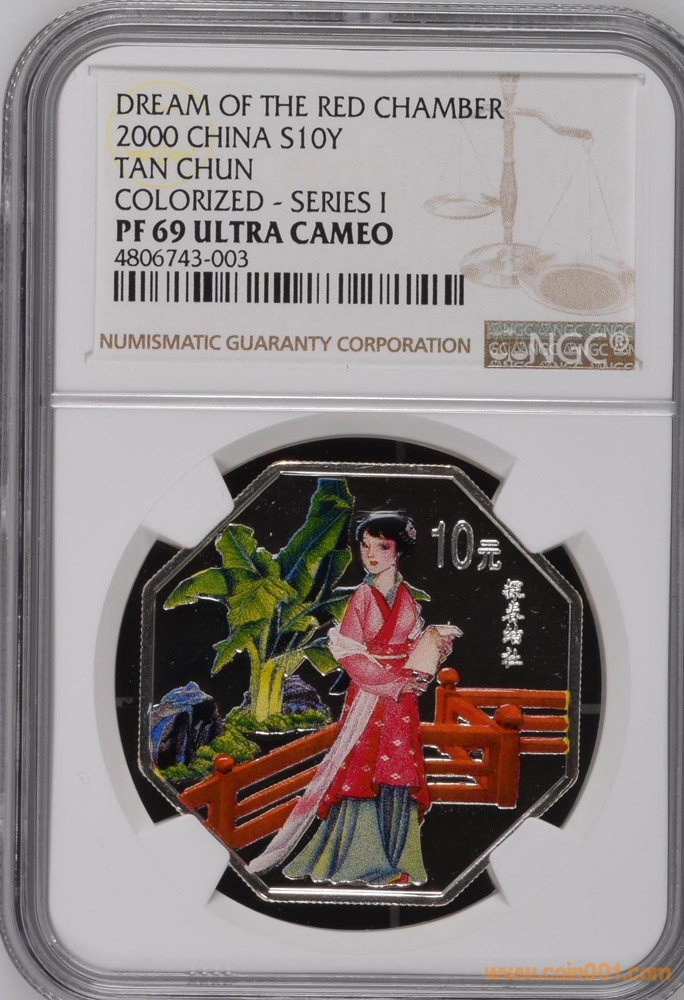 DREAM OF THE RED CHAMBER
2000 CHINA S10Y
TAN CHUN
COLORIZED - SERIES I
PF 69 ULTRA CAMEO
4806743-003
NUMISMATIC GUARANTY CORPORATION
NGC®
10元
探春结社
www.coin001.com